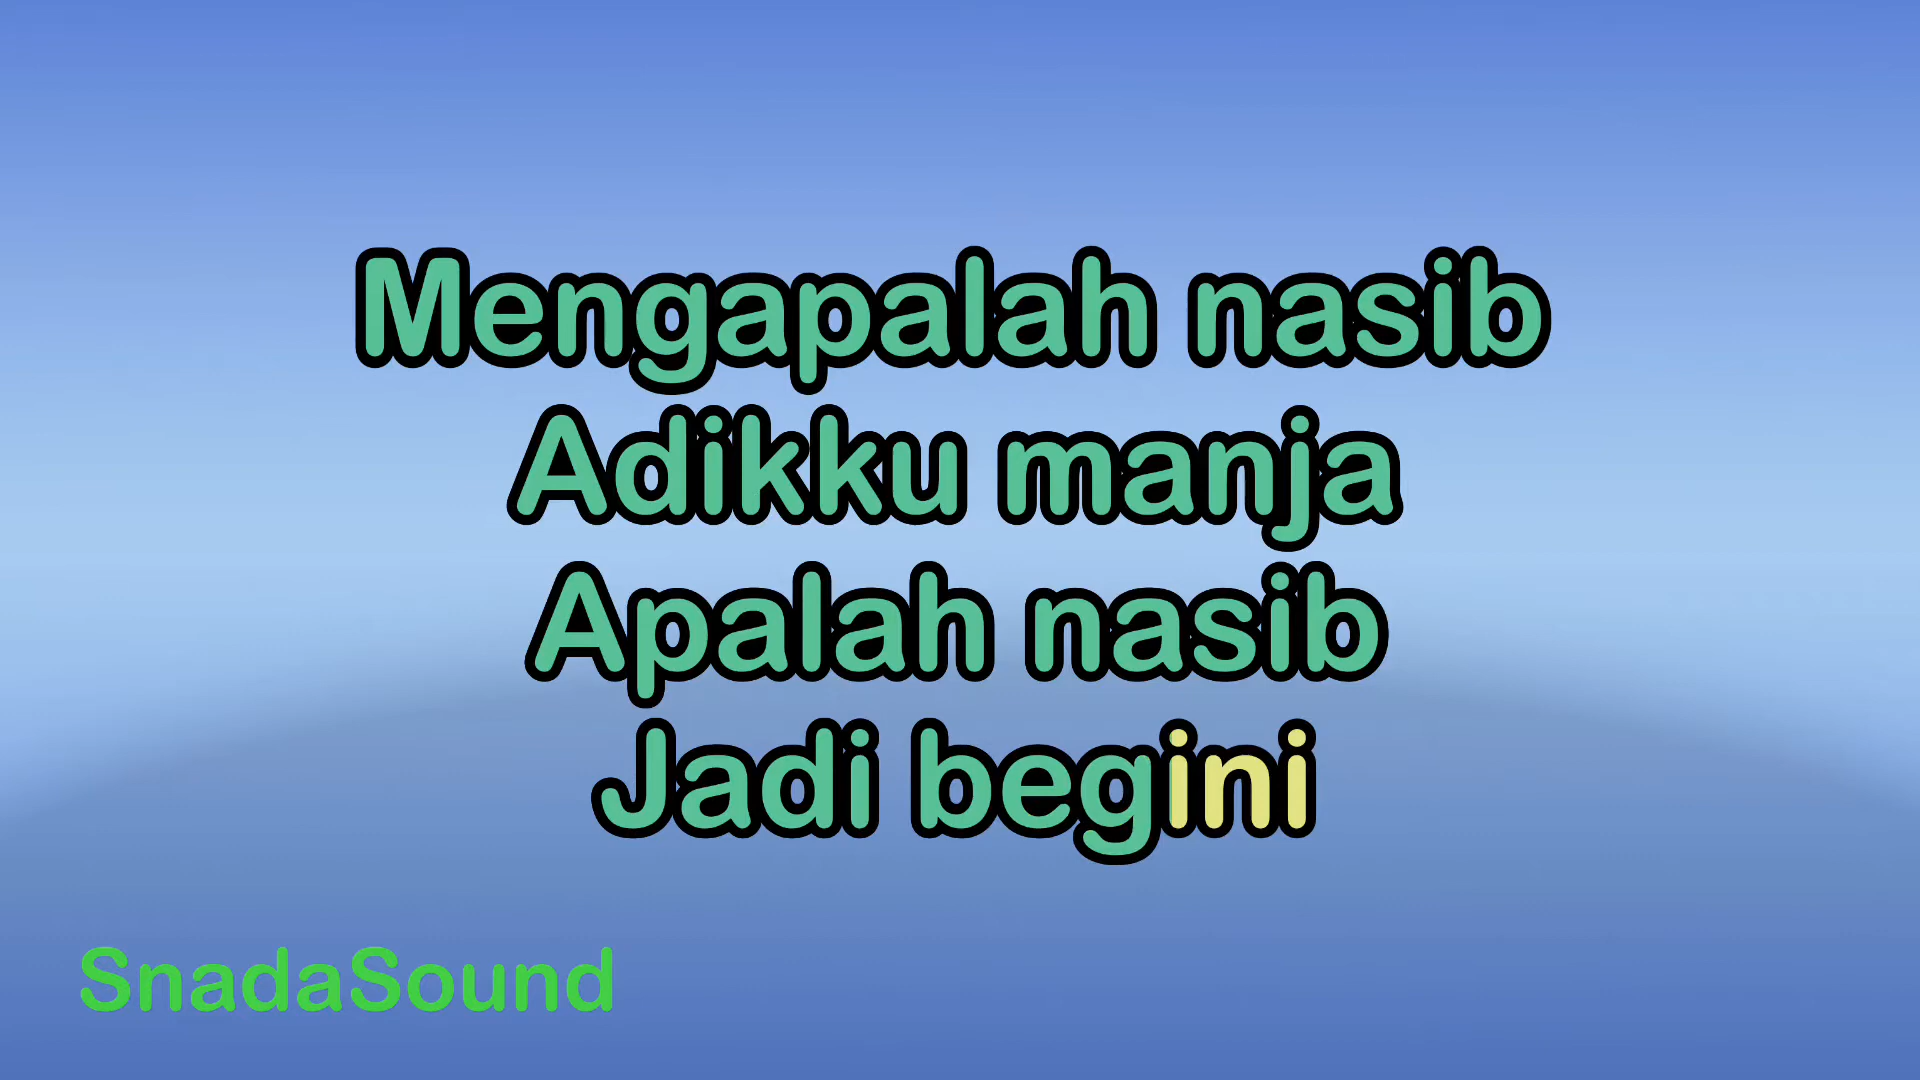 Mengapalah nasib
Adikku manja
Apalah nasib
Jadi begini
SnadaSound